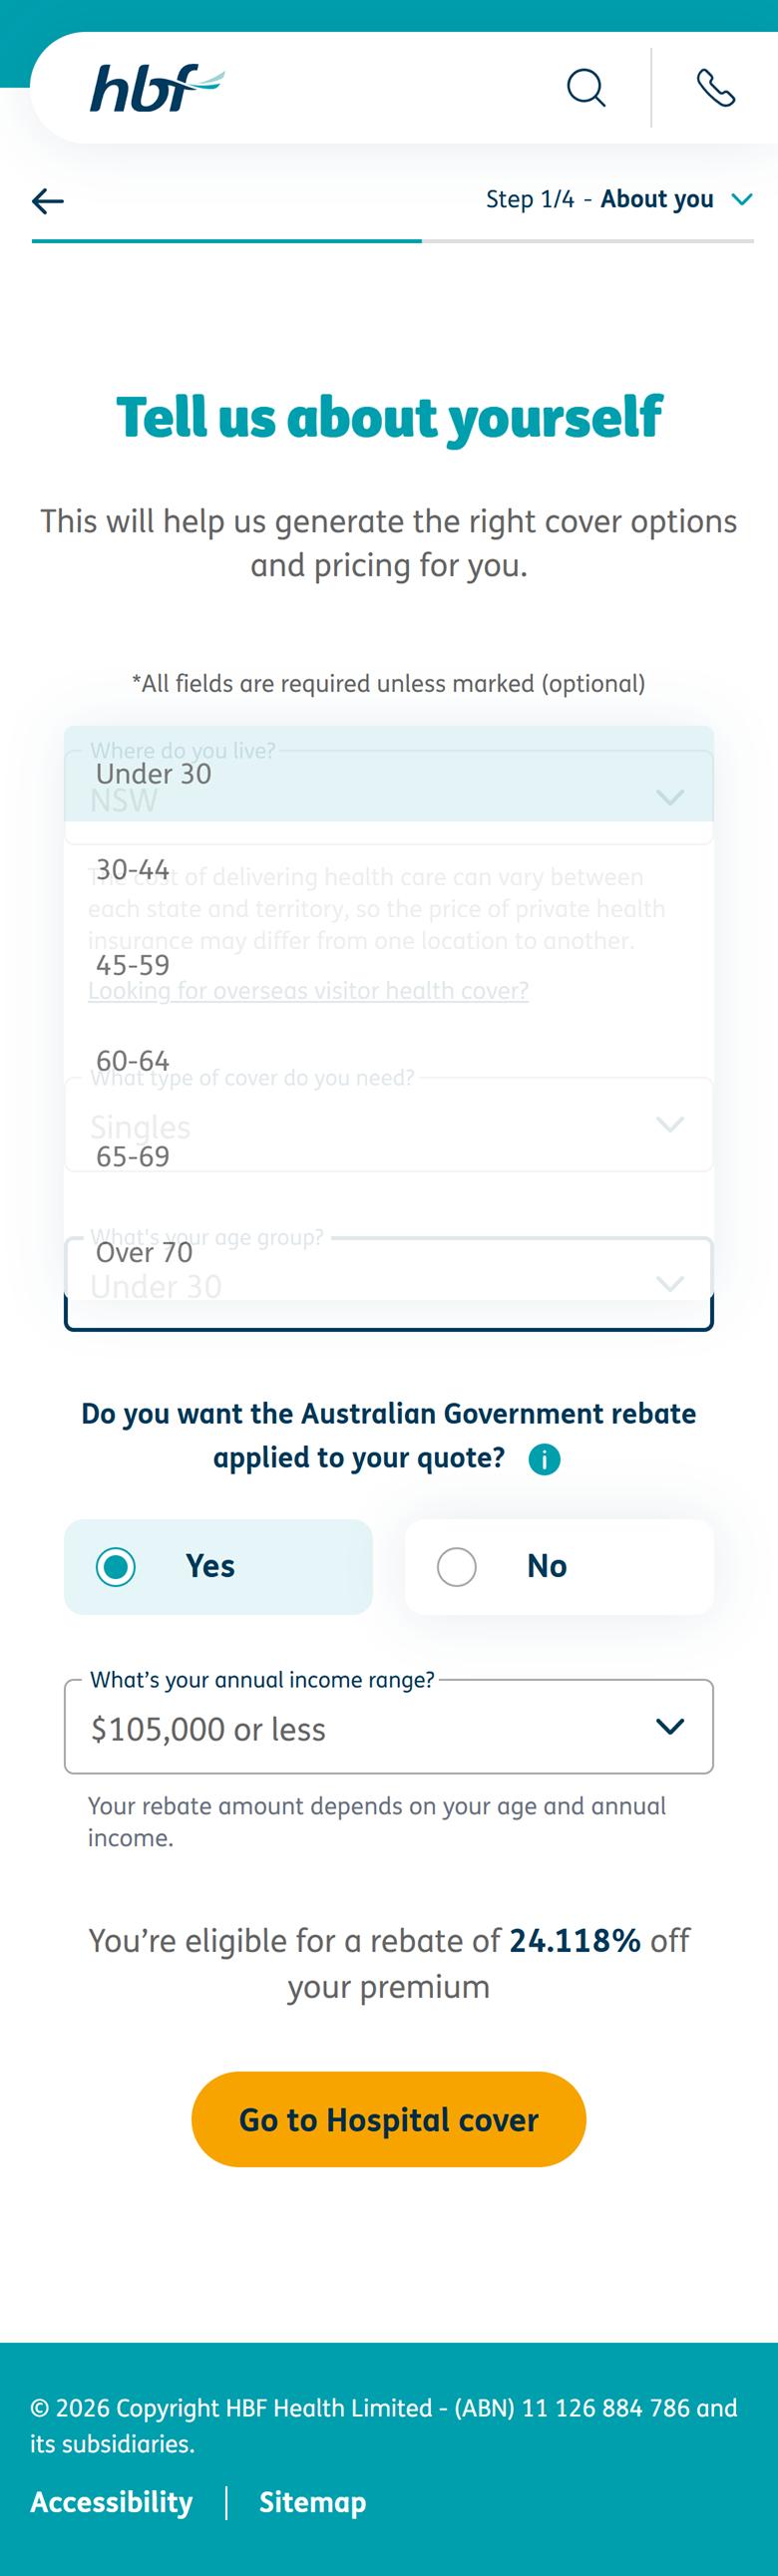 hbf
Step 1/4 - About you
Tell us about yourself
This will help us generate the right cover options
and pricing for you.
*All fields are required unless marked (optional)
Where do you live?
Under 30
NSW
30-44
The cost of delivering health care can vary between
each state and territory, so the price of private health
insurance may differ from one location to another.
45-59
Looking for overseas visitor health cover?
60-64
What type of cover do you need?
Singles
65-69
What's your age group?
Over 70
Under 30
Do you want the Australian Government rebate
applied to your quote? i
Yes
No
What's your annual income range?
$105,000 or less
Your rebate amount depends on your age and annual
income.
You're eligible for a rebate of 24.118% off
your premium
Go to Hospital cover
© 2026 Copyright HBF Health Limited - (ABN) 11 126 884 786 and
its subsidiaries.
Accessibility | Sitemap